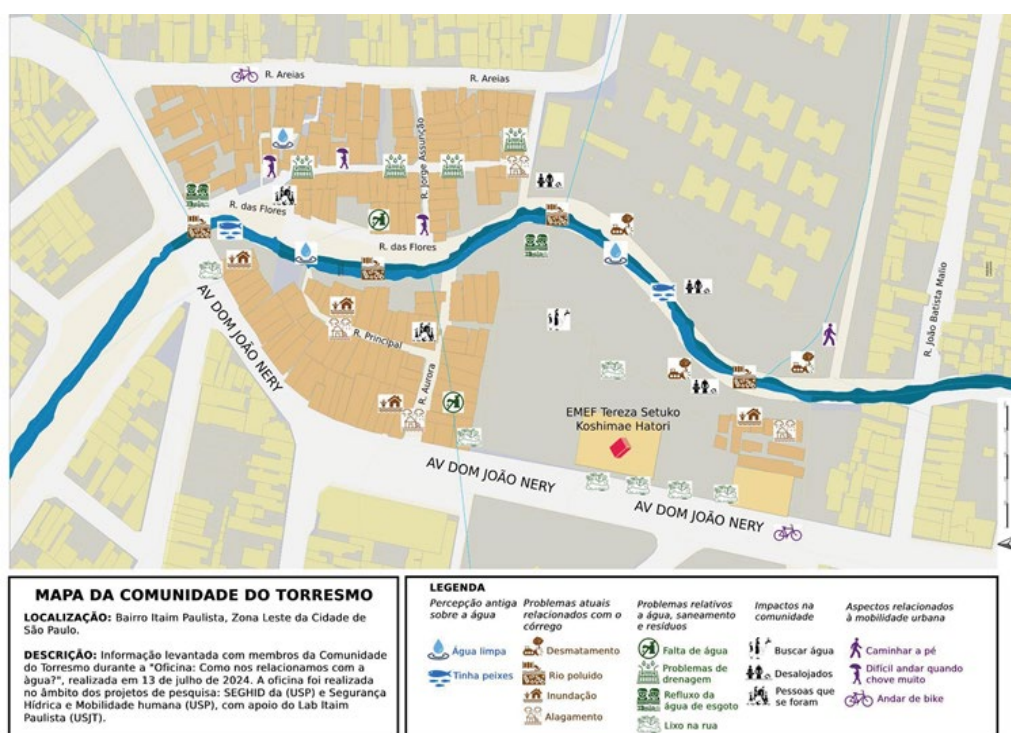 R. Areias
R. Areias
R. Jorge Assunção
R. das Flores
R. das Flores
R. João Batista Malio
AV DOM JOÃO NERY
R. Principal
R. Aurora
EMEF Tereza Setuko
Koshimae Hatori
AV DOM JOÃO NERY
AV DOM JOÃO NERY
MAPA DA COMUNIDADE DO TORRESMO
LOCALIZAÇÃO: Bairro Itaim Paulista, Zona Leste da Cidade de
São Paulo.
DESCRIÇÃO: Informação levantada com membros da Comunidade
do Torresmo durante a "Oficina: Como nos relacionamos com a
água?", realizada em 13 de julho de 2024. A oficina foi realizada
no âmbito dos projetos de pesquisa: SEGHID da (USP) e Segurança
Hídrica e Mobilidade humana (USP), com apoio do Lab Itaim
Paulista (USJT).
LEGENDA
Percepção antiga
sobre a água
Água limpa
Tinha peixes
Problemas atuais
relacionados com o
córrego
Desmatamento
Rio poluido
Inundação
Alagamento
Problemas relativos
a água, saneamento
e resíduos
Falta de água
Problemas de
drenagem
Refluxo da
água de esgoto
Lixo na rua
Impactos na
comunidade
Buscar água
Desalojados
Pessoas que
se foram
Aspectos relacionados
à mobilidade urbana
Caminhar a pé
Difícil andar quando
chove muito
Andar de bike